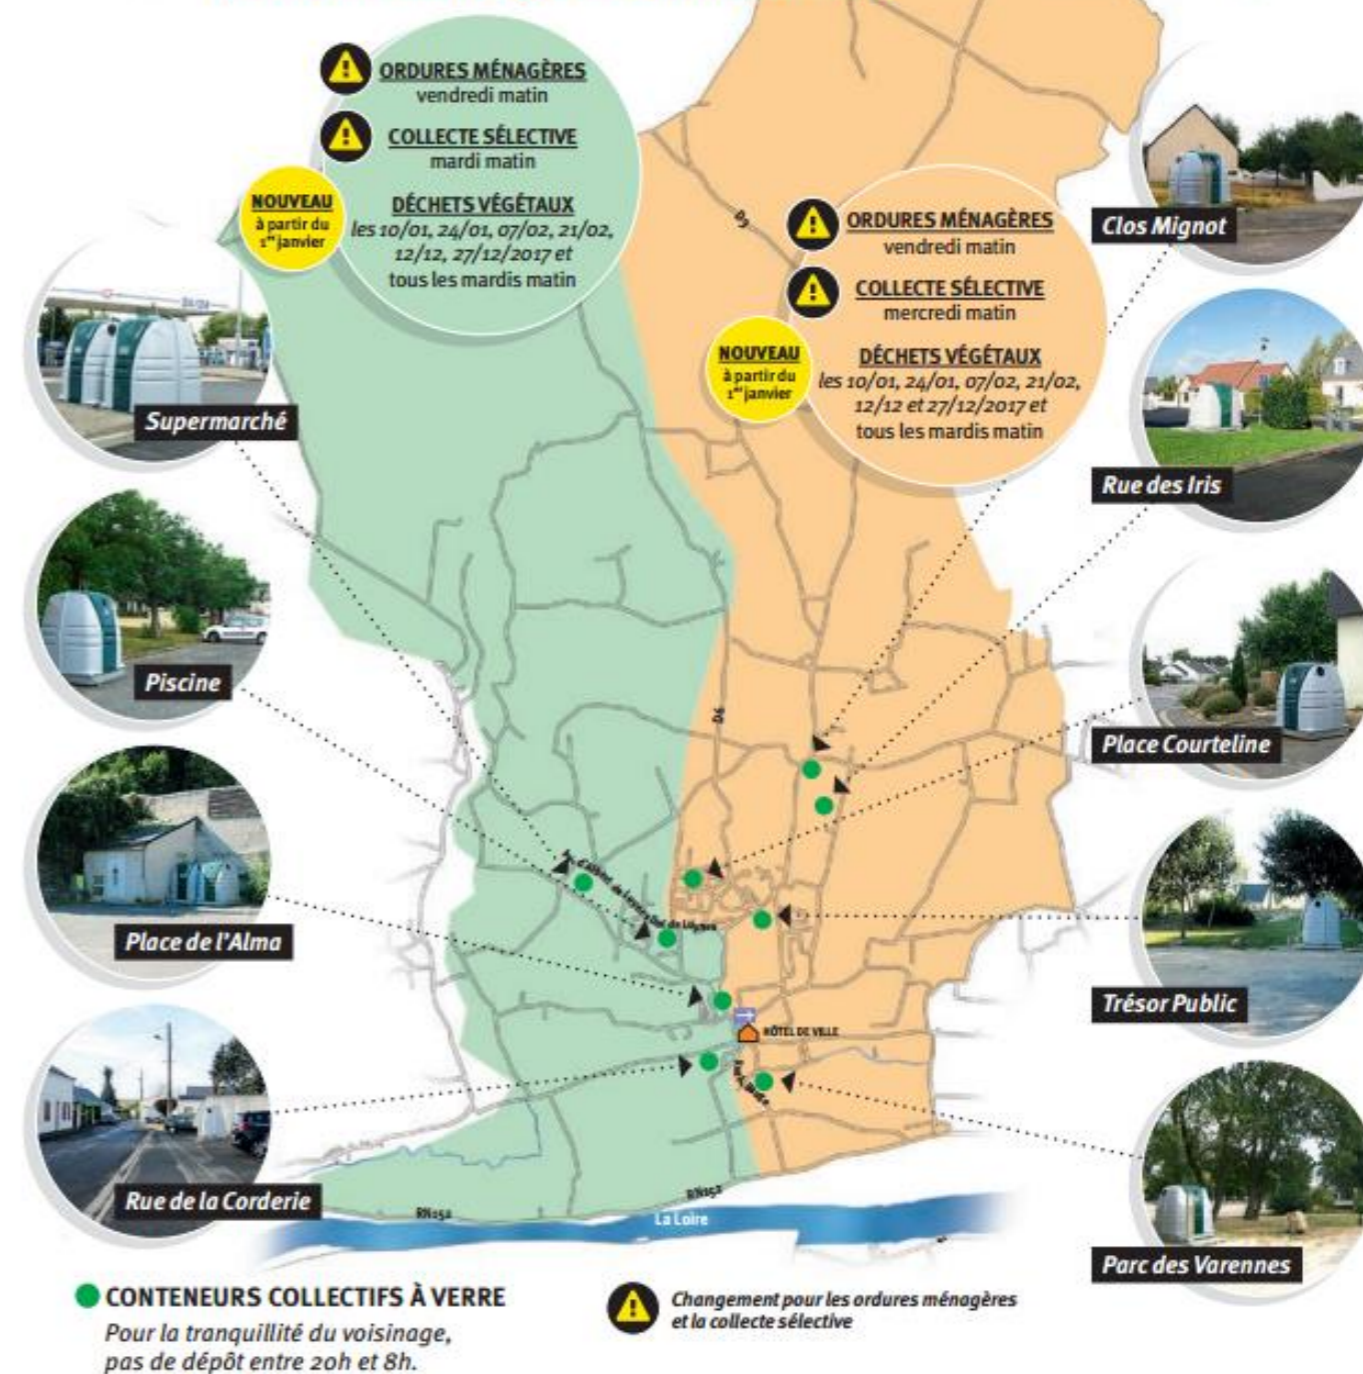 ORDURES MÉNAGÈRES
vendredi matin
COLLECTE SÉLECTIVE
mardi matin
NOUVEAU
à partir du
1er janvier
DÉCHETS VÉGÉTAUX
les 10/01, 24/01, 07/02, 21/02,
12/12, 27/12/2017 et
tous les mardis matin
ORDURES MÉNAGÈRES
vendredi matin
COLLECTE SÉLECTIVE
mercredi matin
NOUVEAU
à partir du
1er janvier
DÉCHETS VÉGÉTAUX
les 10/01, 24/01, 07/02, 21/02,
12/12 et 27/12/2017 et
tous les mardis matin
Supermarché
Piscine
Place de l'Alma
Rue de la Corderie
Clos Mignot
Rue des Iris
Place Courteline
Trésor Public
Parc des Varennes
HÔTEL DE VILLE
RN152
RN152
La Loire
CONTENEURS COLLECTIFS À VERRE
Pour la tranquillité du voisinage,
pas de dépôt entre 20h et 8h.
Changement pour les ordures ménagères
et la collecte sélective